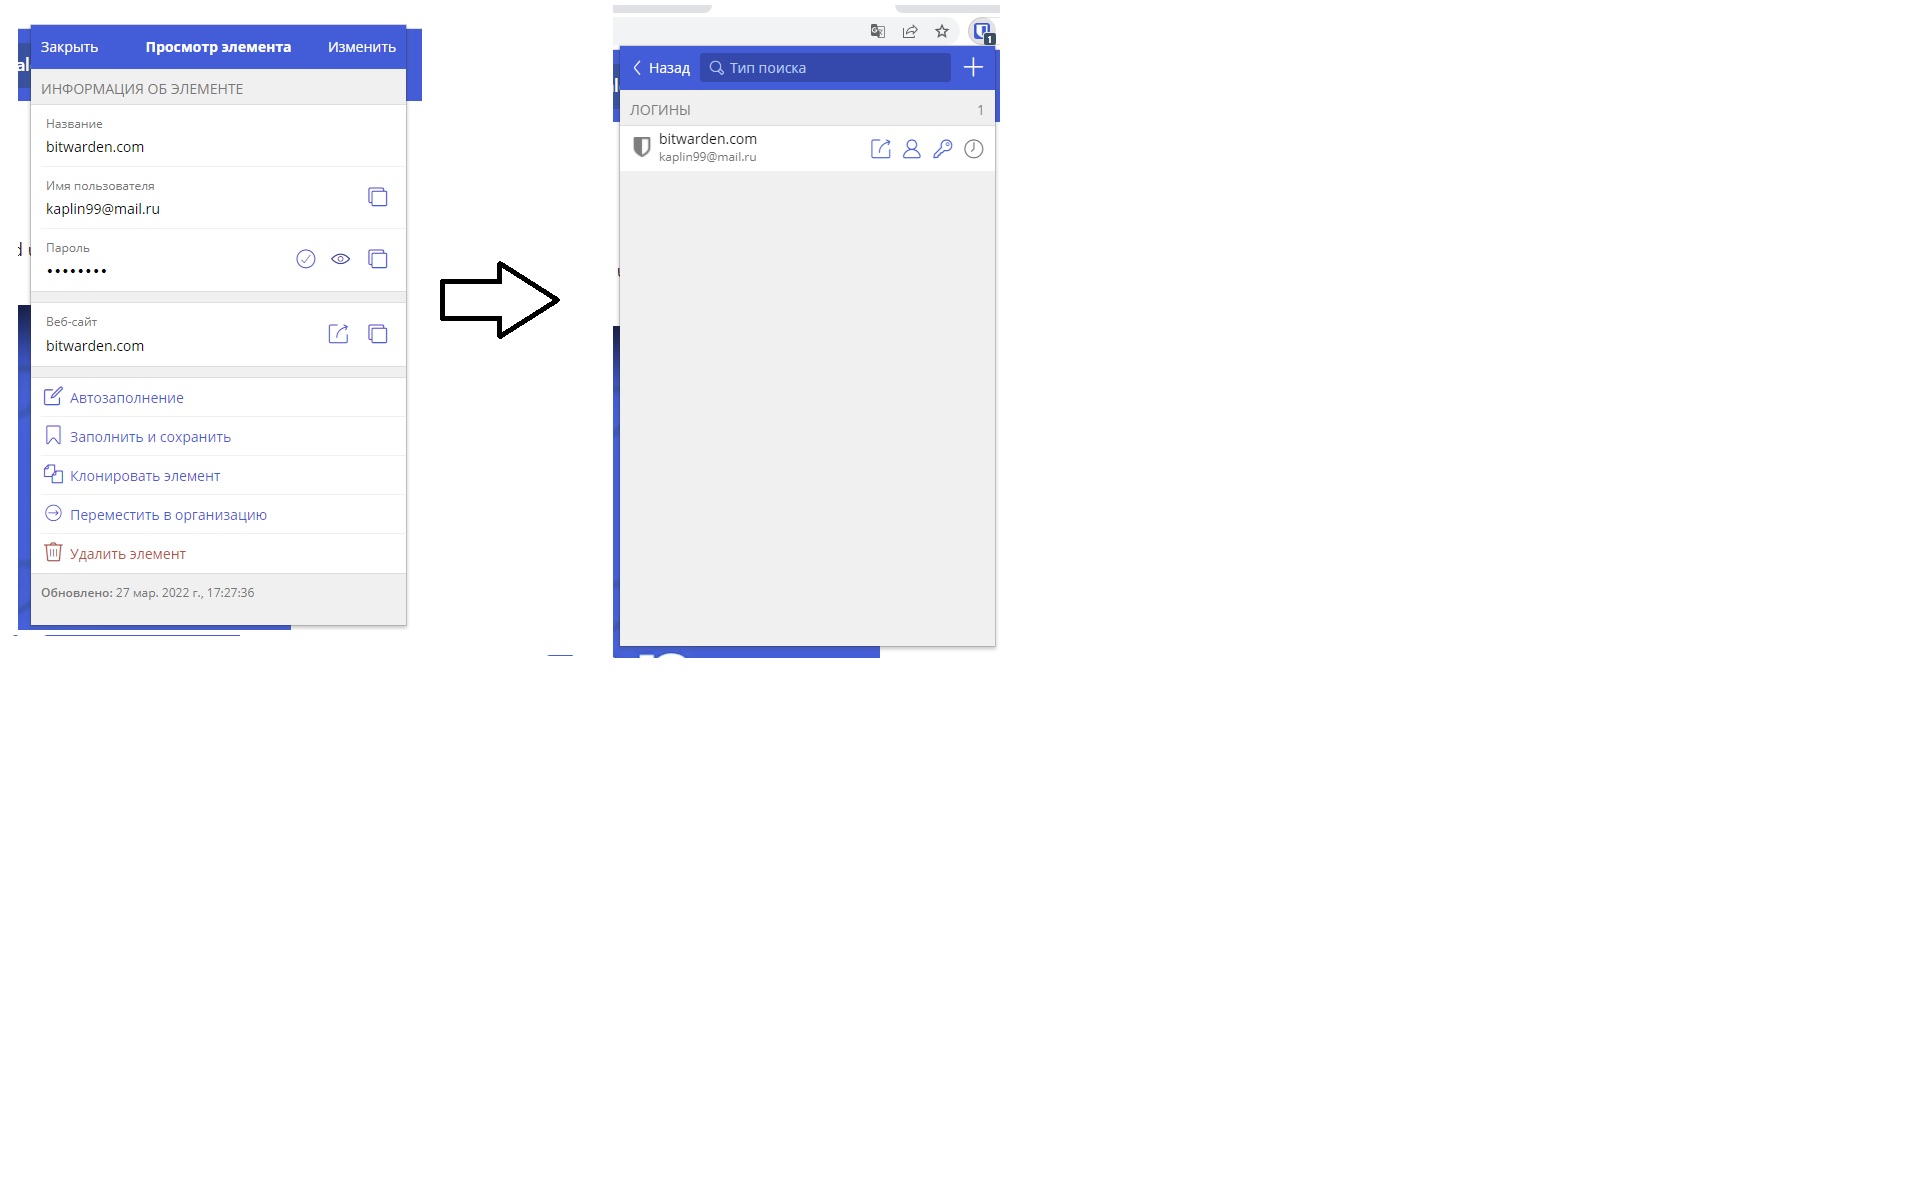 Закрыть
Просмотр элемента
Изменить
al
ИНФОРМАЦИЯ ОБ ЭЛЕМЕНТЕ
Название
bitwarden.com
Имя пользователя
kaplin99@mail.ru
Пароль
••••••••
Веб-сайт
bitwarden.com
Автозаполнение
Заполнить и сохранить
Клонировать элемент
Переместить в организацию
Удалить элемент
Обновлено: 27 мар. 2022 г., 17:27:36
1
Назад
Тип поиска
ЛОГИНЫ
1
bitwarden.com
kaplin99@mail.ru